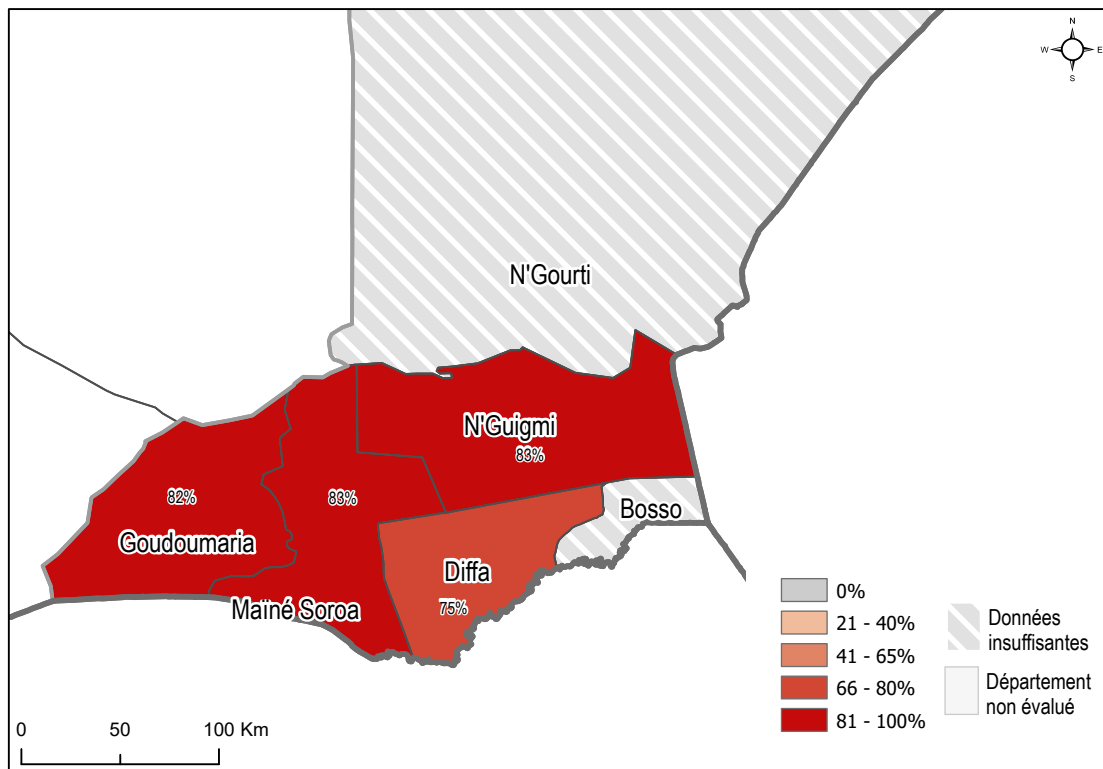 N
W E
S
N'Gourti
N'Guigmi
83%
82%
83%
Bosso
Goudoumaria
Diffa
75%
Maïné Soroa
0%
21 - 40%
41 - 65%
66 - 80%
81 - 100%
Données
insuffisantes
Département
non évalué
0 50 100 Km